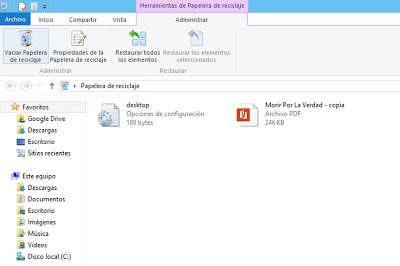 Herramientas de Papelera de reciclaje
Archivo Inicio Compartir Vista Administrar
Vaciar Papelera de reciclaje
Propiedades de la Papelera de reciclaje
Restaurar todos los elementos
Restaurar los elementos seleccionados
Administrar
Restaurar
Papelera de reciclaje
Favoritos
Google Drive
Descargas
Escritorio
Sitios recientes
Este equipo
Descargas
Documentos
Escritorio
Imágenes
Música
Vídeos
Disco local (C:)
desktop
Opciones de configuración
189 bytes
Morir Por La Verdad - copia
Archivo PDF
246 KB